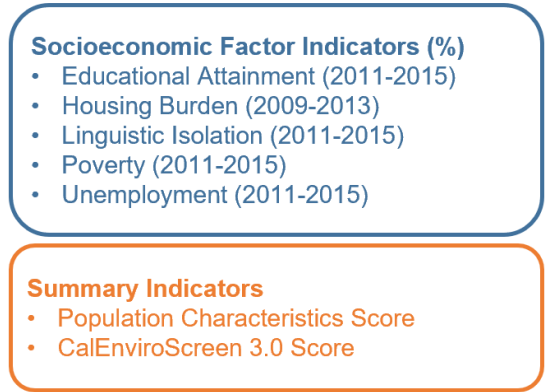 Socioeconomic Factor Indicators (%)
• Educational Attainment (2011-2015)
• Housing Burden (2009-2013)
• Linguistic Isolation (2011-2015)
• Poverty (2011-2015)
• Unemployment (2011-2015)
Summary Indicators
• Population Characteristics Score
• CalEnviroScreen 3.0 Score